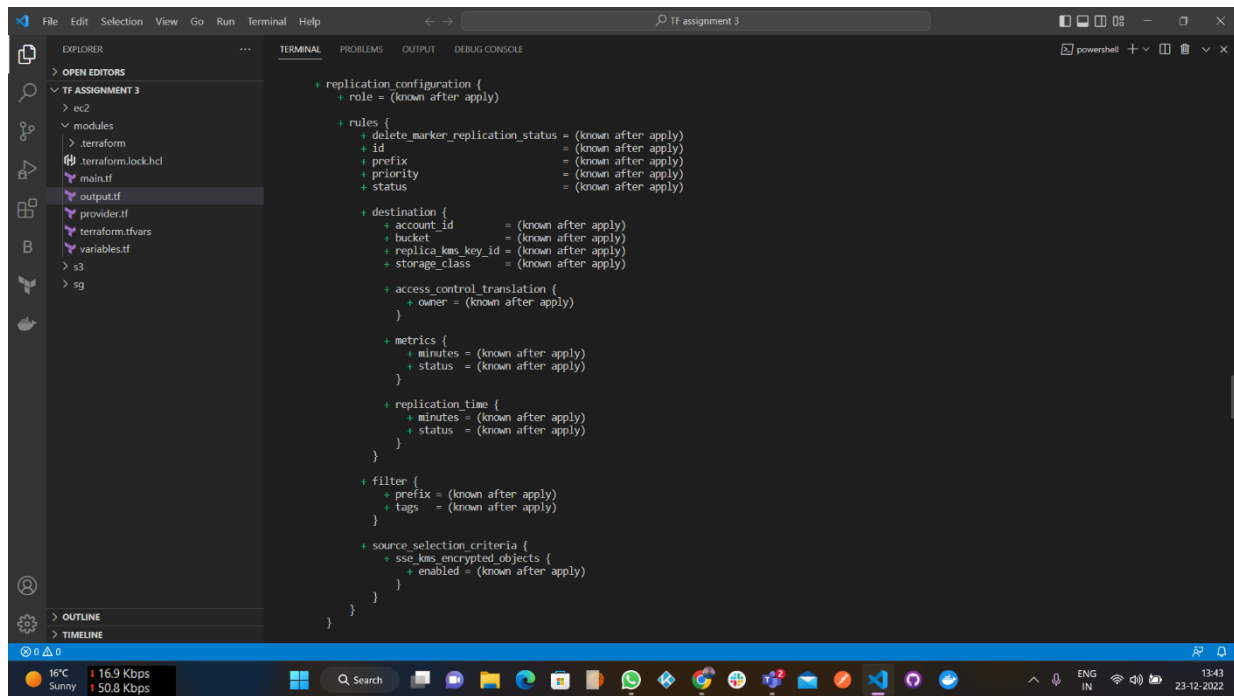 File Edit Selection View Go Run Terminal Help
TF assignment 3
EXPLORER
OPEN EDITORS
TF ASSIGNMENT 3
ec2
modules
.terraform
.terraform.lock.hcl
main.tf
output.tf
provider.tf
terraform.tfvars
variables.tf
s3
sg
OUTLINE
TIMELINE
TERMINAL PROBLEMS OUTPUT DEBUG CONSOLE
powershell
+ replication_configuration {
+ role = (known after apply)
+ rules {
+ delete_marker_replication_status = (known after apply)
+ id = (known after apply)
+ prefix = (known after apply)
+ priority = (known after apply)
+ status = (known after apply)
+ destination {
+ account_id = (known after apply)
+ bucket = (known after apply)
+ replica_kms_key_id = (known after apply)
+ storage_class = (known after apply)
+ access_control_translation {
+ owner = (known after apply)
}
+ metrics {
+ minutes = (known after apply)
+ status = (known after apply)
}
+ replication_time {
+ minutes = (known after apply)
+ status = (known after apply)
}
}
+ filter {
+ prefix = (known after apply)
+ tags = (known after apply)
}
+ source_selection_criteria {
+ sse_kms_encrypted_objects {
+ enabled = (known after apply)
}
}
}
}
0 0
16°C
Sunny
16.9 Kbps
50.8 Kbps
Search
2
ENG
IN
13:43
23-12-2022